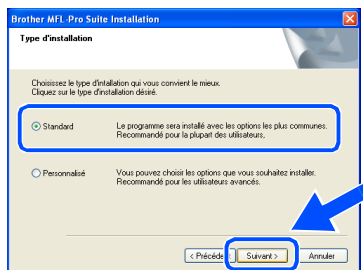 Brother MFL-Pro Suite Installation
Type d'installation
Choisissez le type d'intallation qui vous convient le mieux.
Cliquez sur le type d'installation désiré.
Standard
Le programme sera installé avec les options les plus communes.
Recommandé pour la plupart des utilisateurs.
Personnalisé
Vous pouvez choisir les options que vous souhaitez installer.
Recommandé pour les utilisateurs avancés.
< Précéde Suivant > Annuler